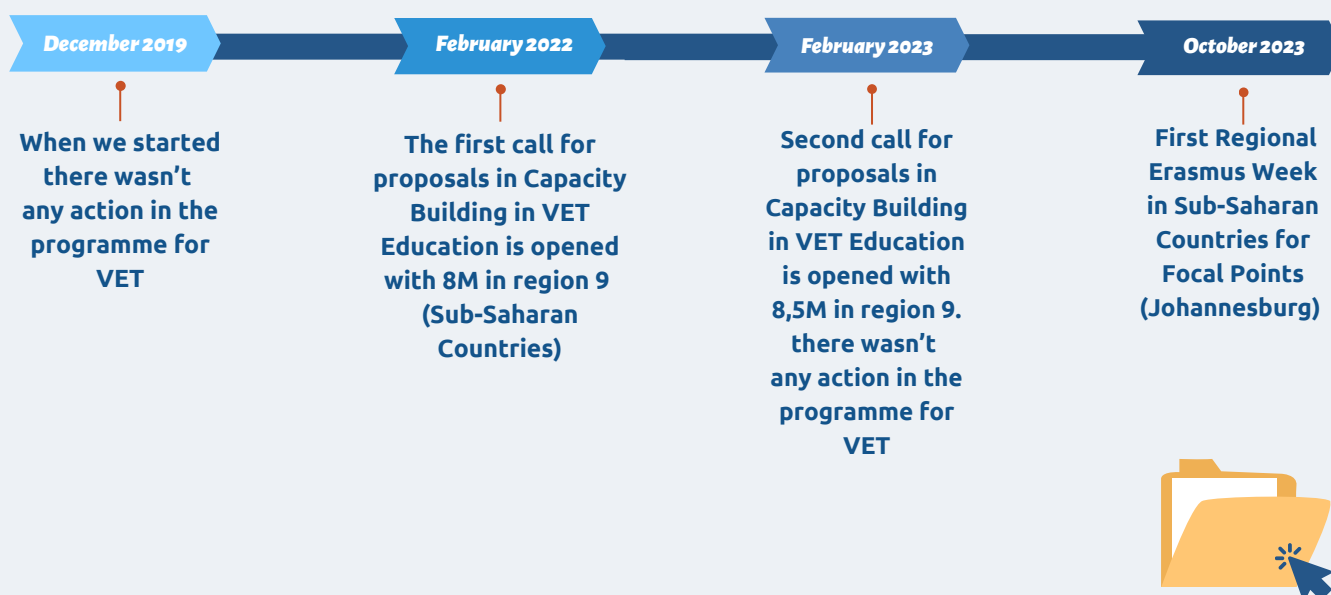 December 2019
When we started
there wasn't
any action in the
programme for
VET
February 2022
The first call for
proposals in Capacity
Building in VET
Education is opened
with 8M in region 9
(Sub-Saharan
Countries)
February 2023
Second call for
proposals in
Capacity Building
in VET Education
is opened with
8,5M in region 9.
there wasn't
any action in the
programme for
VET
October 2023
First Regional
Erasmus Week
in Sub-Saharan
Countries for
Focal Points
(Johannesburg)